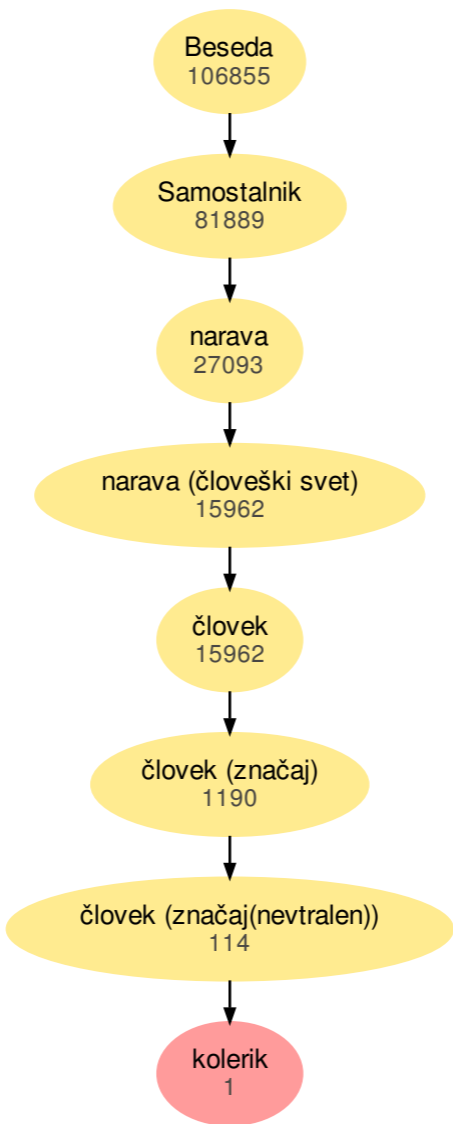 Beseda
106855
Samostalnik
81889
narava
27093
narava (človeški svet)
15962
človek
15962
človek (značaj)
1190
človek (značaj(nevtralen))
114
kolerik
1